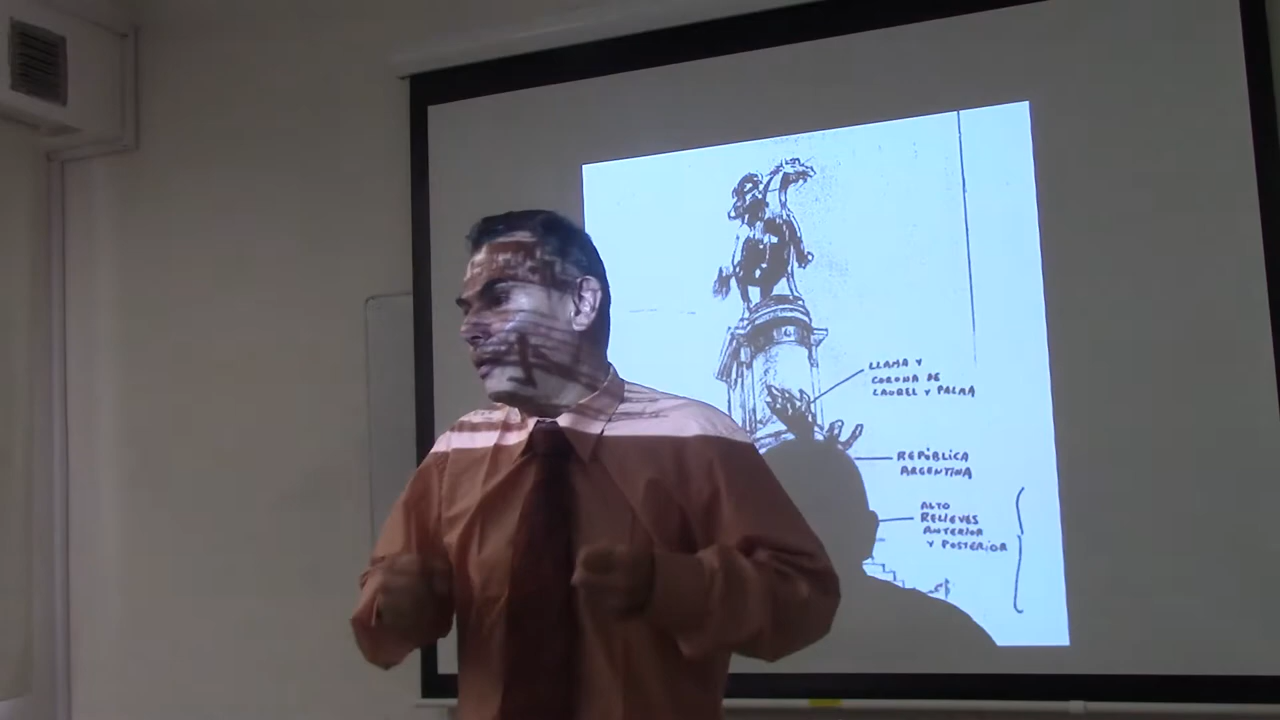 LLAMA Y
CORONA DE
LAUREL Y PALMA
REPÚBLICA
ARGENTINA
ALTO
RELIEVES
ANTERIOR
Y POSTERIOR